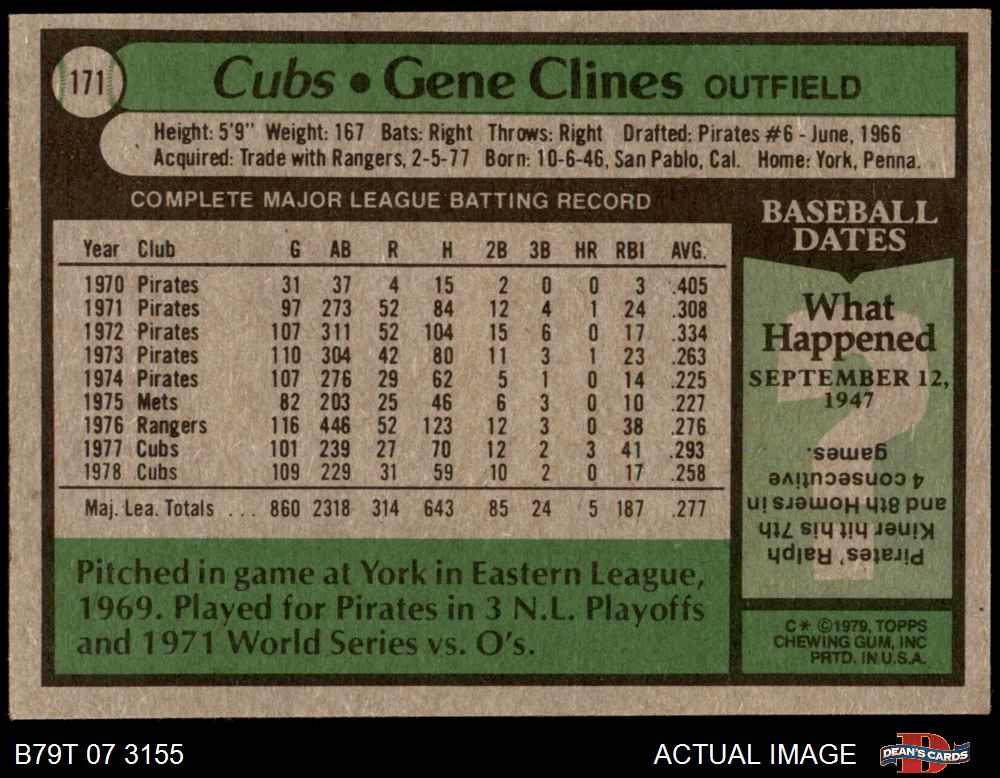 171
Cubs • Gene Clines OUTFIELD
Height: 5'9" Weight: 167 Bats: Right Throws: Right Drafted: Pirates #6 - June, 1966
Acquired: Trade with Rangers, 2-5-77 Born: 10-6-46, San Pablo, Cal. Home: York, Penna.
COMPLETE MAJOR LEAGUE BATTING RECORD
Year Club G AB R H 2B 3B HR RBI AVG.
1970 Pirates 31 37 4 15 2 0 0 3 .405
1971 Pirates 97 273 52 84 12 4 1 24 .308
1972 Pirates 107 311 52 104 15 6 0 17 .334
1973 Pirates 110 304 42 80 11 3 1 23 .263
1974 Pirates 107 276 29 62 5 1 0 14 .225
1975 Mets 82 203 25 46 6 3 0 10 .227
1976 Rangers 116 446 52 123 12 3 0 38 .276
1977 Cubs 101 239 27 70 12 2 3 41 .293
1978 Cubs 109 229 31 59 10 2 0 17 .258
Maj. Lea. Totals ... 860 2318 314 643 85 24 5 187 .277
Pitched in game at York in Eastern League,
1969. Played for Pirates in 3 N.L. Playoffs
and 1971 World Series vs. O's.
BASEBALL
DATES
What
Happened
SEPTEMBER 12,
1947
?
Pirates' Ralph
Kiner hit his 7th
and 8th Homers in
4 consecutive
games.
C* ©1979, TOPPS
CHEWING GUM, INC
PRTD. IN U.S.A.
B79T 07 3155
ACTUAL IMAGE
D
DEAN'S CARDS